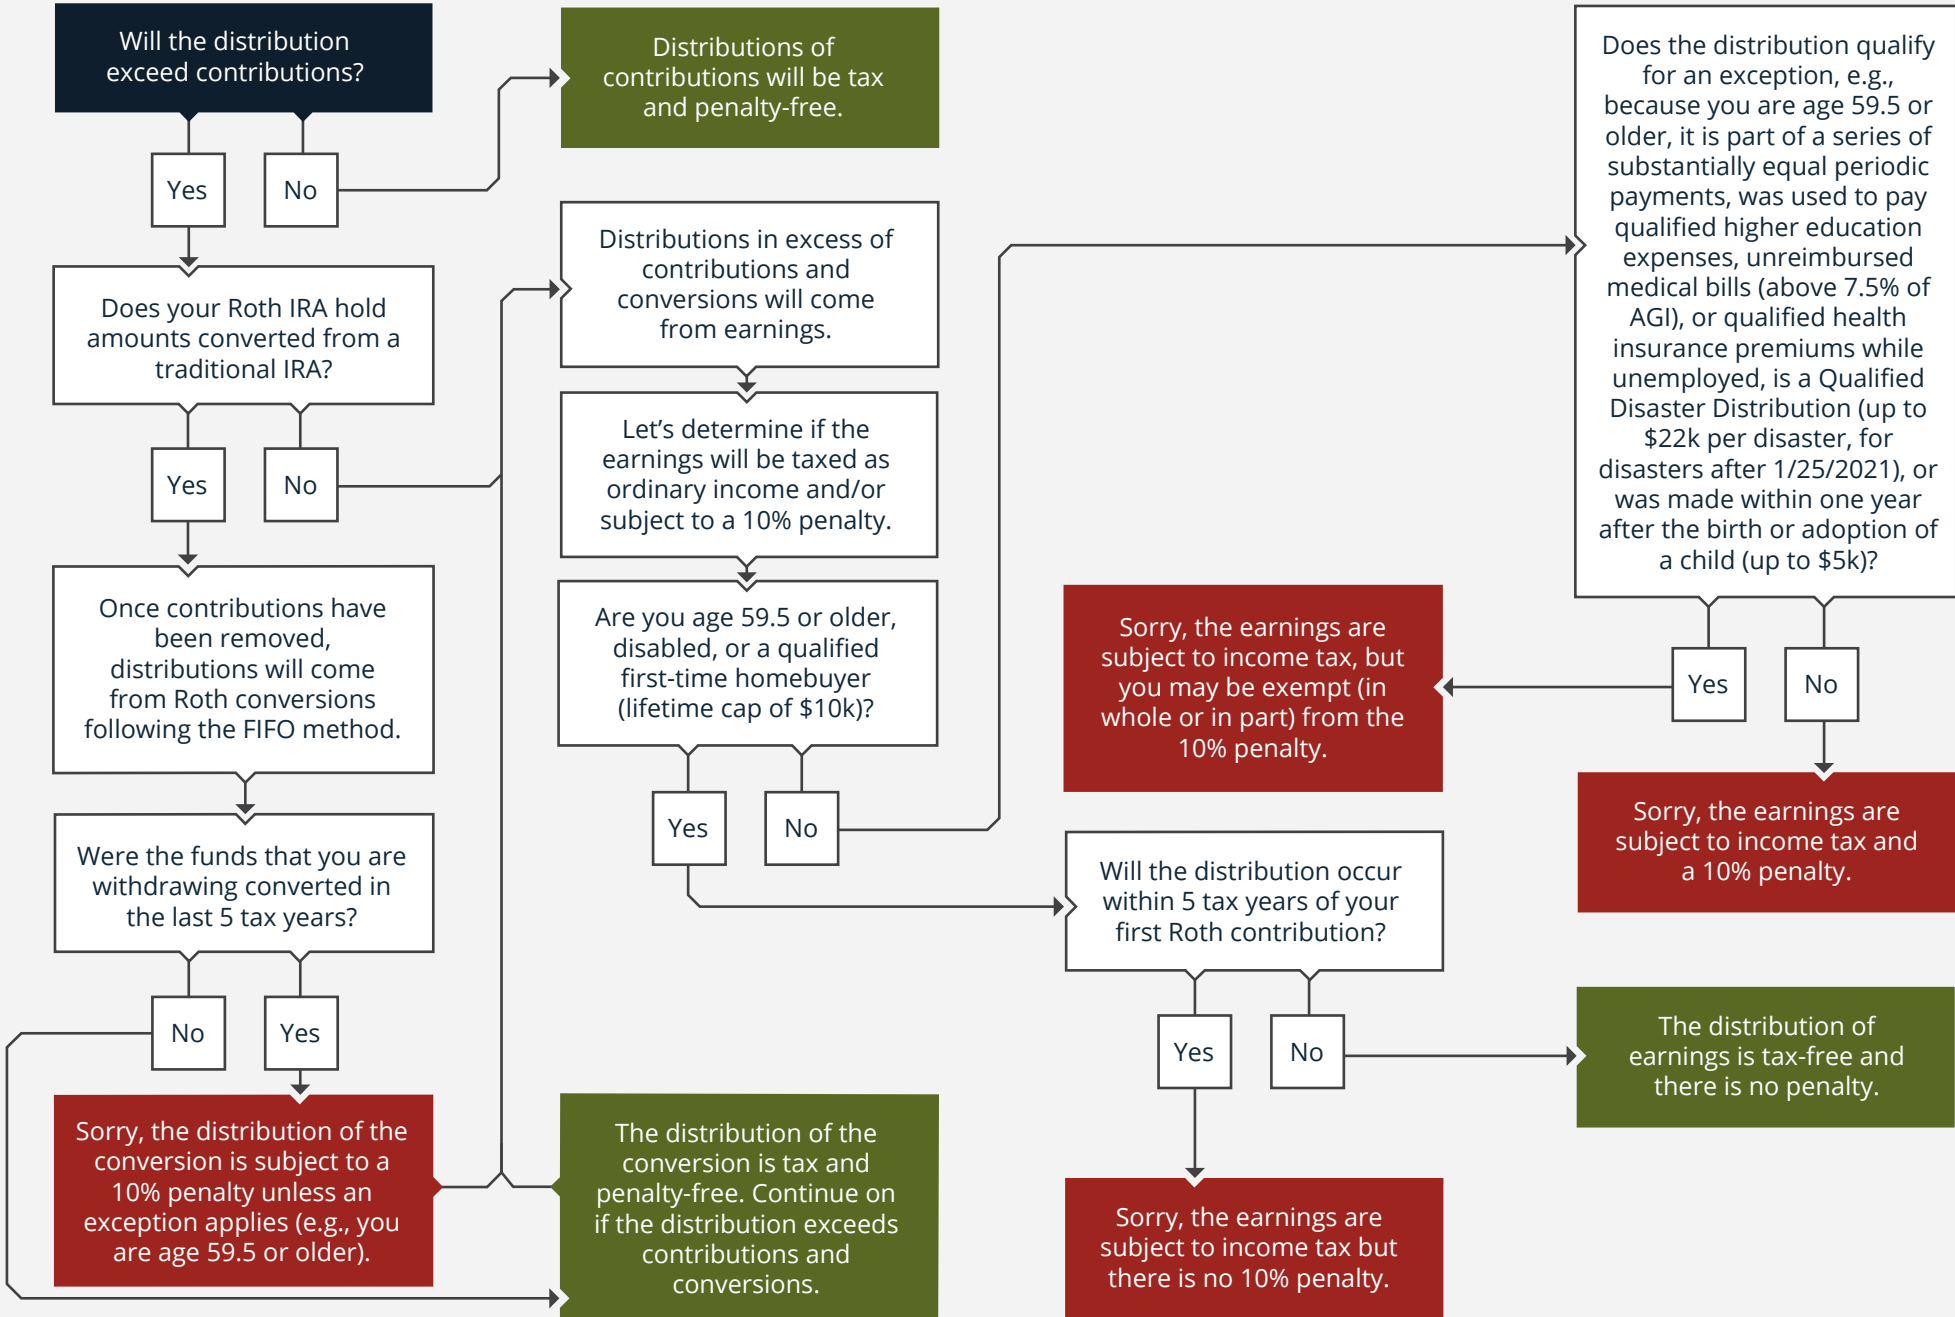 Will the distribution
exceed contributions?
Yes
No
Distributions of
contributions will be tax
and penalty-free.
Does your Roth IRA hold
amounts converted from a
traditional IRA?
Yes
No
Once contributions have
been removed,
distributions will come
from Roth conversions
following the FIFO method.
Were the funds that you are
withdrawing converted in
the last 5 tax years?
No
Yes
Sorry, the distribution of the
conversion is subject to a
10% penalty unless an
exception applies (e.g., you
are age 59.5 or older).
The distribution of the
conversion is tax and
penalty-free. Continue on
if the distribution exceeds
contributions and
conversions.
Distributions in excess of
contributions and
conversions will come
from earnings.
Let’s determine if the
earnings will be taxed as
ordinary income and/or
subject to a 10% penalty.
Are you age 59.5 or older,
disabled, or a qualified
first-time homebuyer
(lifetime cap of $10k)?
Yes
No
Will the distribution occur
within 5 tax years of your
first Roth contribution?
Yes
No
Sorry, the earnings are
subject to income tax but
there is no 10% penalty.
The distribution of
earnings is tax-free and
there is no penalty.
Does the distribution qualify
for an exception, e.g.,
because you are age 59.5 or
older, it is part of a series of
substantially equal periodic
payments, was used to pay
qualified higher education
expenses, unreimbursed
medical bills (above 7.5% of
AGI), or qualified health
insurance premiums while
unemployed, is a Qualified
Disaster Distribution (up to
$22k per disaster, for
disasters after 1/25/2021), or
was made within one year
after the birth or adoption of
a child (up to $5k)?
Yes
No
Sorry, the earnings are
subject to income tax, but
you may be exempt (in
whole or in part) from the
10% penalty.
Sorry, the earnings are
subject to income tax and
a 10% penalty.